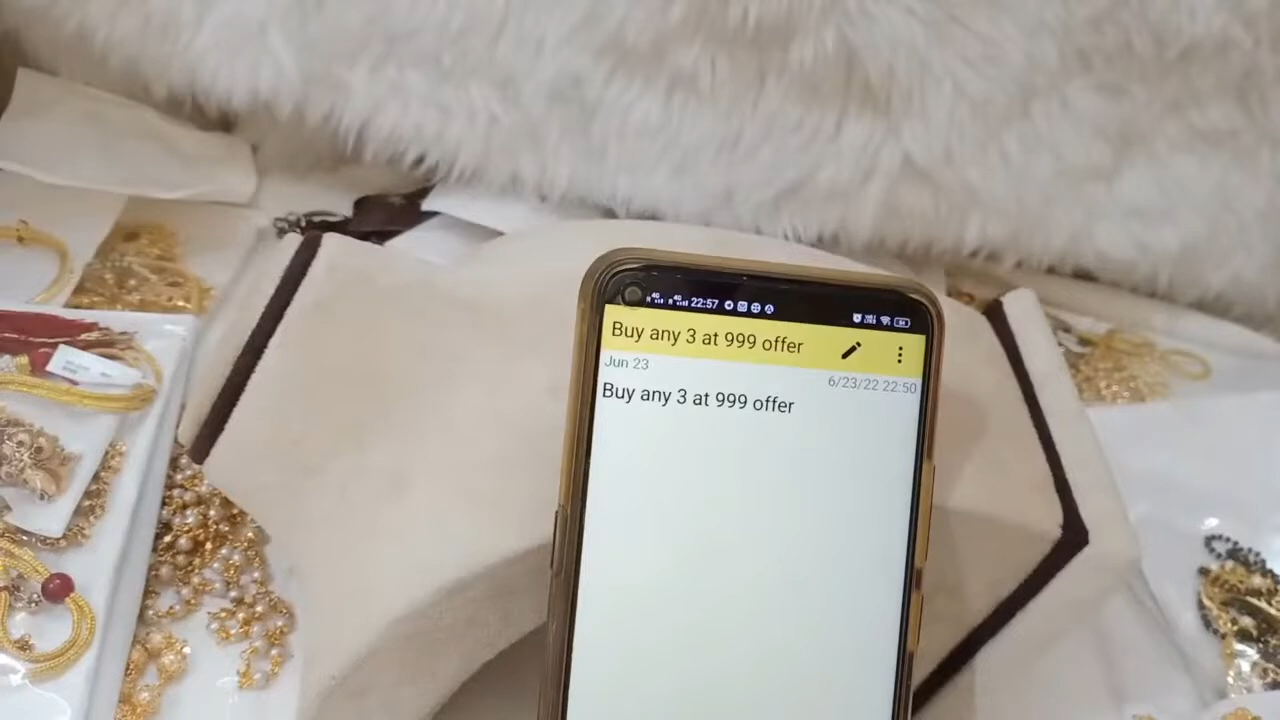 22:57
Buy any 3 at 999 offer
Jun 23
6/23/22 22:50
Buy any 3 at 999 offer